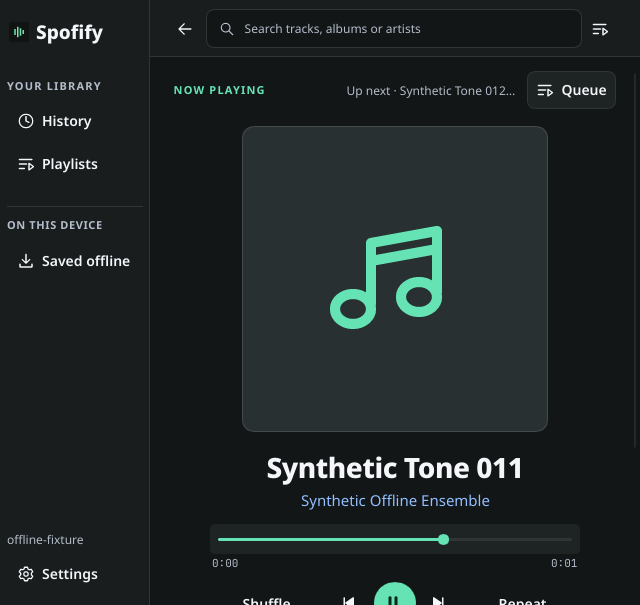 Spofify
Search tracks, albums or artists
YOUR LIBRARY
History
Playlists
ON THIS DEVICE
Saved offline
offline-fixture
Settings
NOW PLAYING
Up next · Synthetic Tone 012...
Queue
Synthetic Tone 011
Synthetic Offline Ensemble
0:00 0:01
Shuffle Repeat